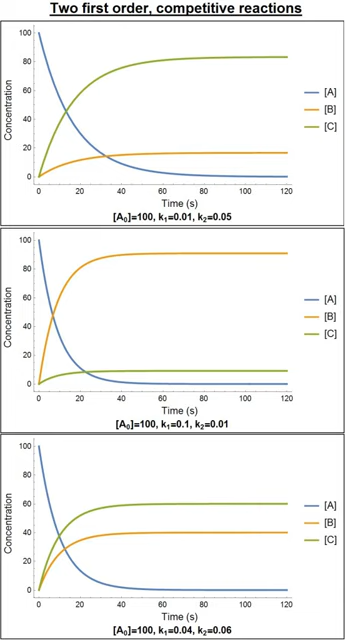 Two first order, competitive reactions
100
80
60
40
20
0
Concentration
0 20 40 60 80 100 120
Time (s)
[A]
[B]
[C]
[A₀]=100, k₁=0.01, k₂=0.05
100
80
60
40
20
0
Concentration
0 20 40 60 80 100 120
Time (s)
[A]
[B]
[C]
[A₀]=100, k₁=0.1, k₂=0.01
100
80
60
40
20
0
Concentration
0 20 40 60 80 100 120
Time (s)
[A]
[B]
[C]
[A₀]=100, k₁=0.04, k₂=0.06